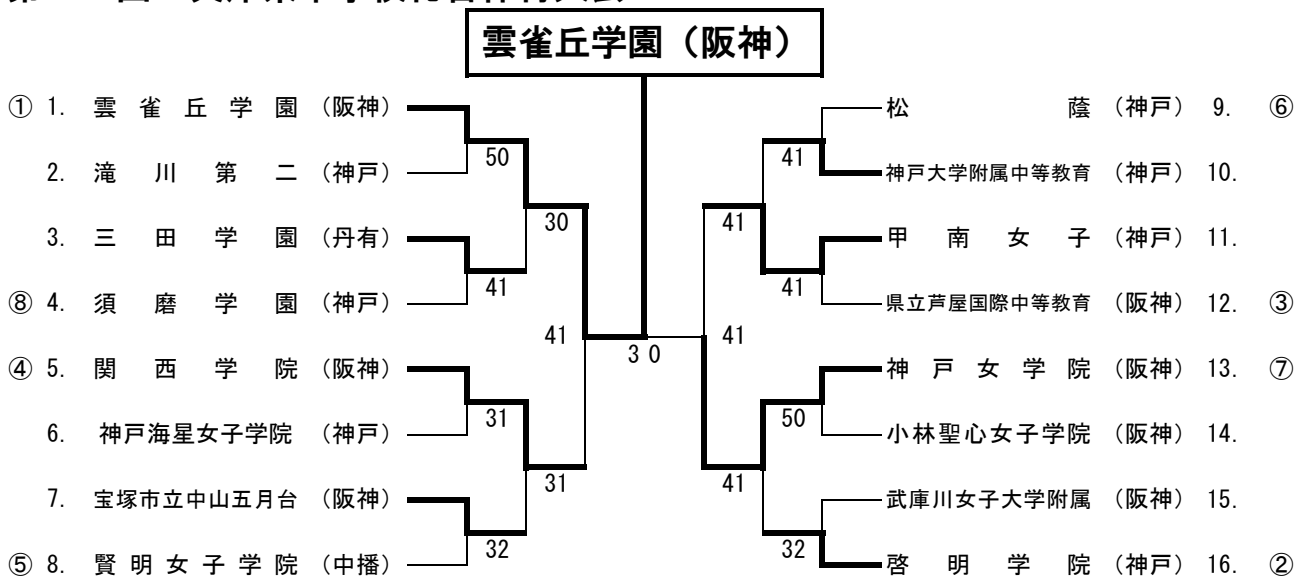 雲雀丘学園（阪神）
① 1. 雲雀丘学園（阪神） 松蔭（神戸） 9. ⑥
50 41
2. 滝川第二（神戸） 神戸大学附属中等教育（神戸） 10.
30 41
3. 三田学園（丹有） 甲南女子（神戸） 11.
41 41
⑧ 4. 須磨学園（神戸） 県立芦屋国際中等教育（阪神） 12. ③
41 30 41
④ 5. 関西学院（阪神） 神戸女学院（阪神） 13. ⑦
31 50
6. 神戸海星女子学院（神戸） 小林聖心女子学院（阪神） 14.
31 41
7. 宝塚市立中山五月台（阪神） 武庫川女子大学附属（阪神） 15.
32 32
⑤ 8. 賢明女子学院（中播） 啓明学院（神戸） 16. ②